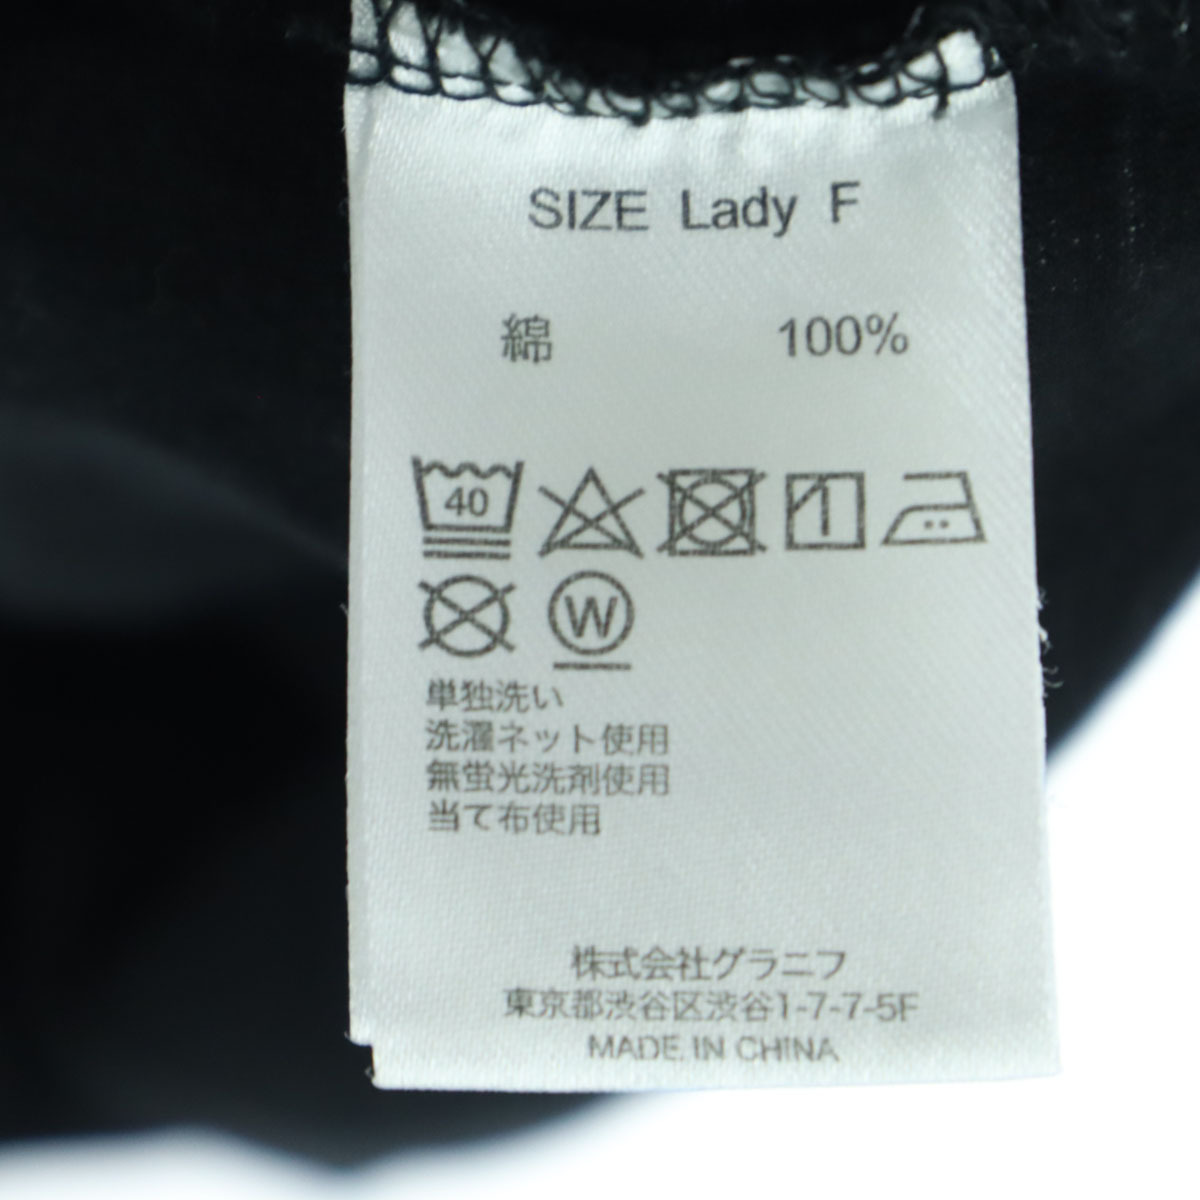 SIZE Lady F
綿 100%
40
W
単独洗い
洗濯ネット使用
無蛍光洗剤使用
当て布使用
株式会社グラニフ
東京都渋谷区渋谷1-7-7-5F
MADE IN CHINA